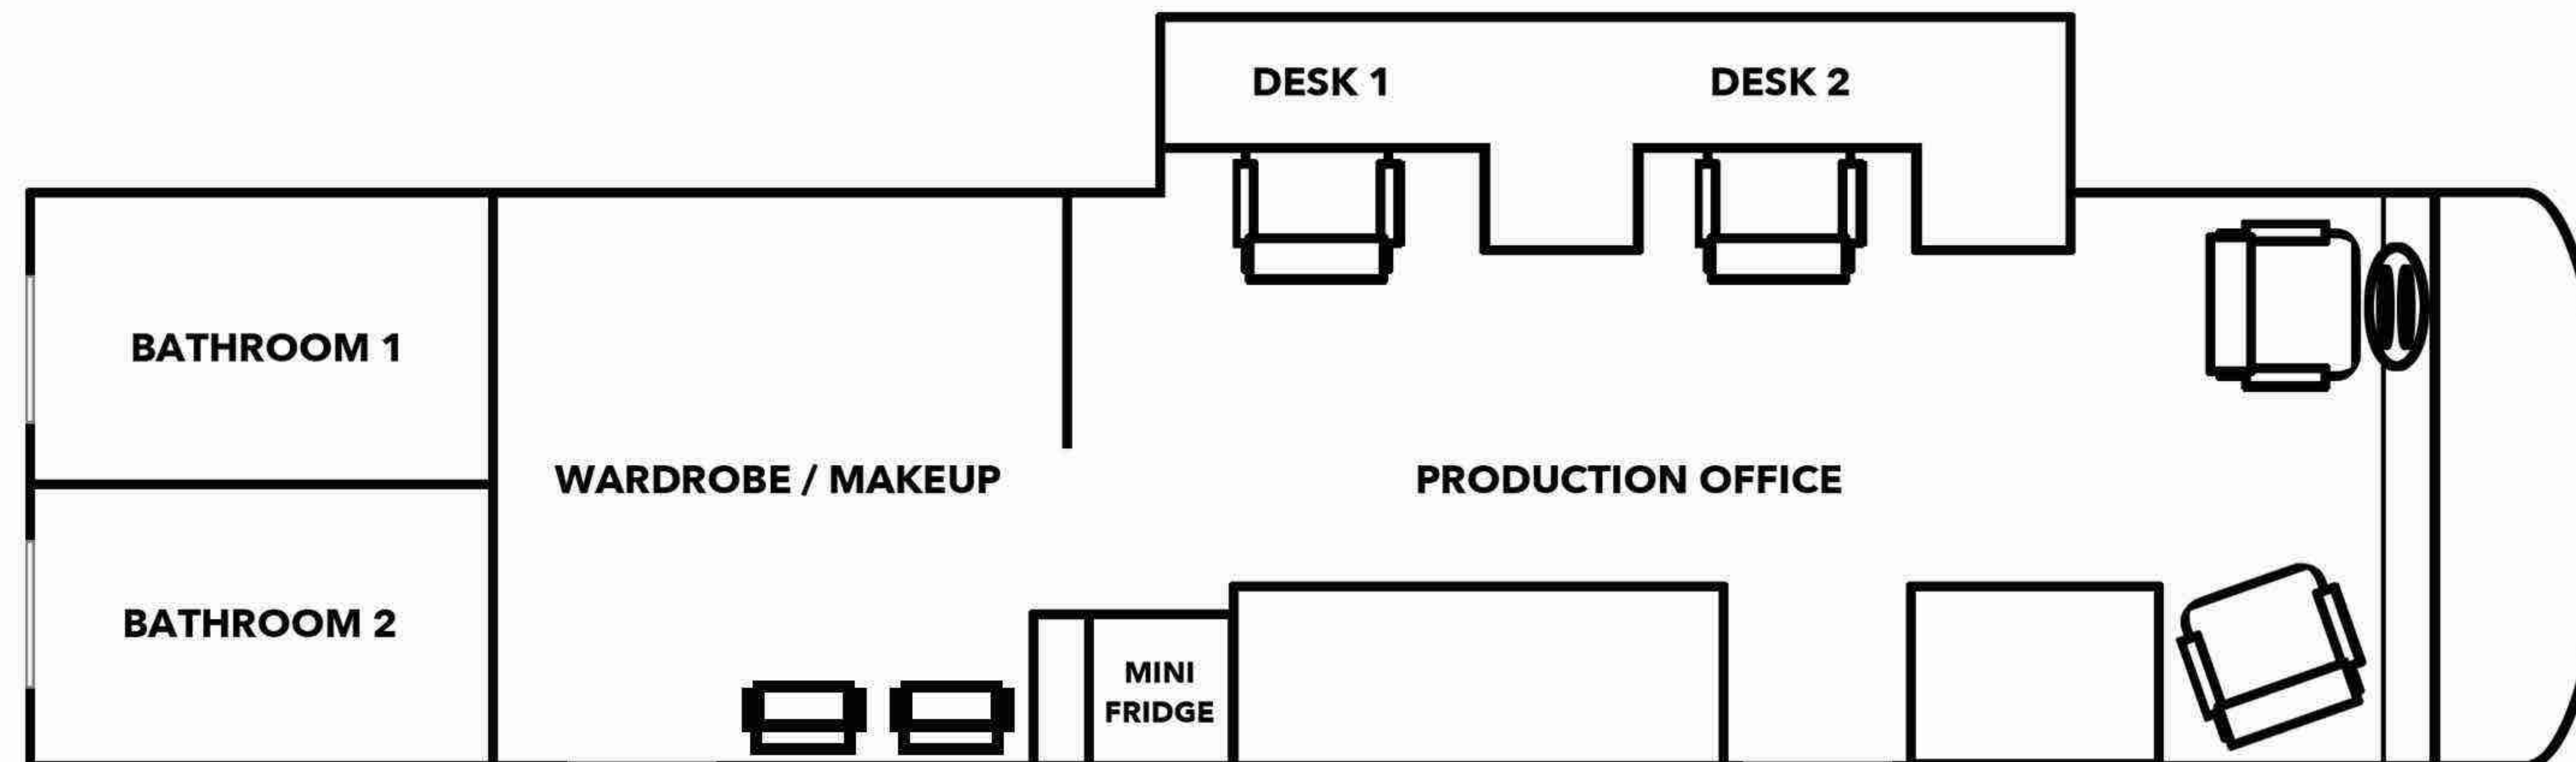 DESK 1
DESK 2
BATHROOM 1
WARDROBE / MAKEUP
PRODUCTION OFFICE
BATHROOM 2
MINI
FRIDGE